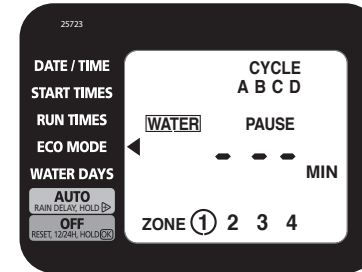 25723
DATE / TIME
START TIMES
RUN TIMES
ECO MODE
WATER DAYS
AUTO
RAIN DELAY, HOLD
OFF
RESET, 12/24H, HOLD OK
CYCLE
A B C D
WATER PAUSE
- - -
MIN
ZONE 1 2 3 4